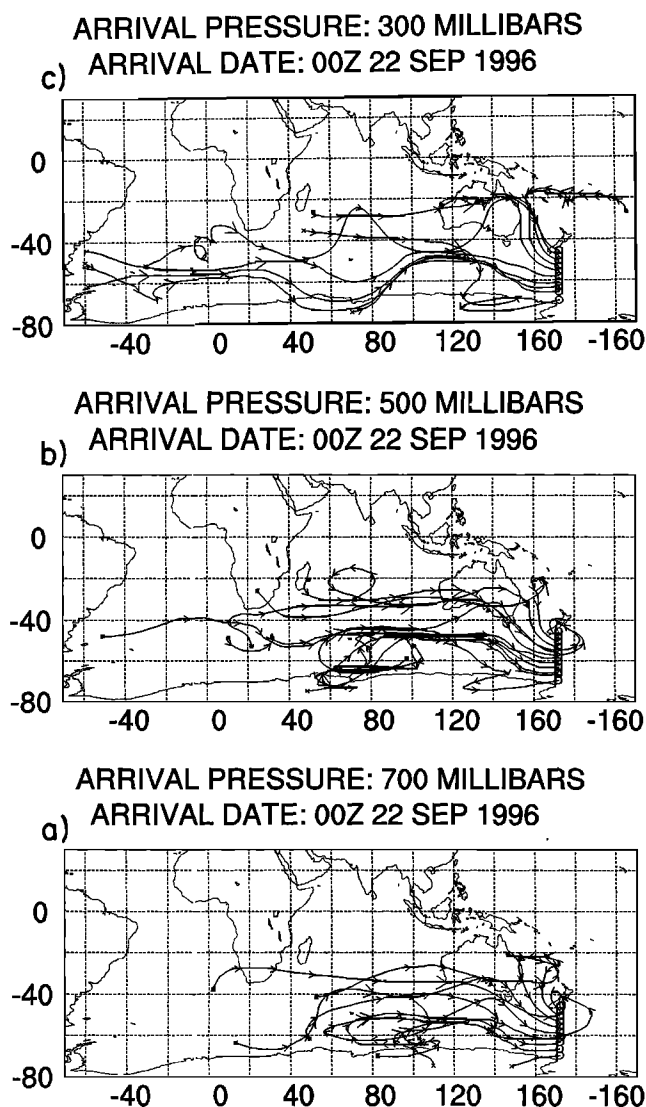 ARRIVAL PRESSURE: 300 MILLIBARS
c) ARRIVAL DATE: 00Z 22 SEP 1996
0
-40
-80
-40 0 40 80 120 160 -160
ARRIVAL PRESSURE: 500 MILLIBARS
b) ARRIVAL DATE: 00Z 22 SEP 1996
0
-40
-80
-40 0 40 80 120 160 -160
ARRIVAL PRESSURE: 700 MILLIBARS
a) ARRIVAL DATE: 00Z 22 SEP 1996
0
-40
-80
-40 0 40 80 120 160 -160